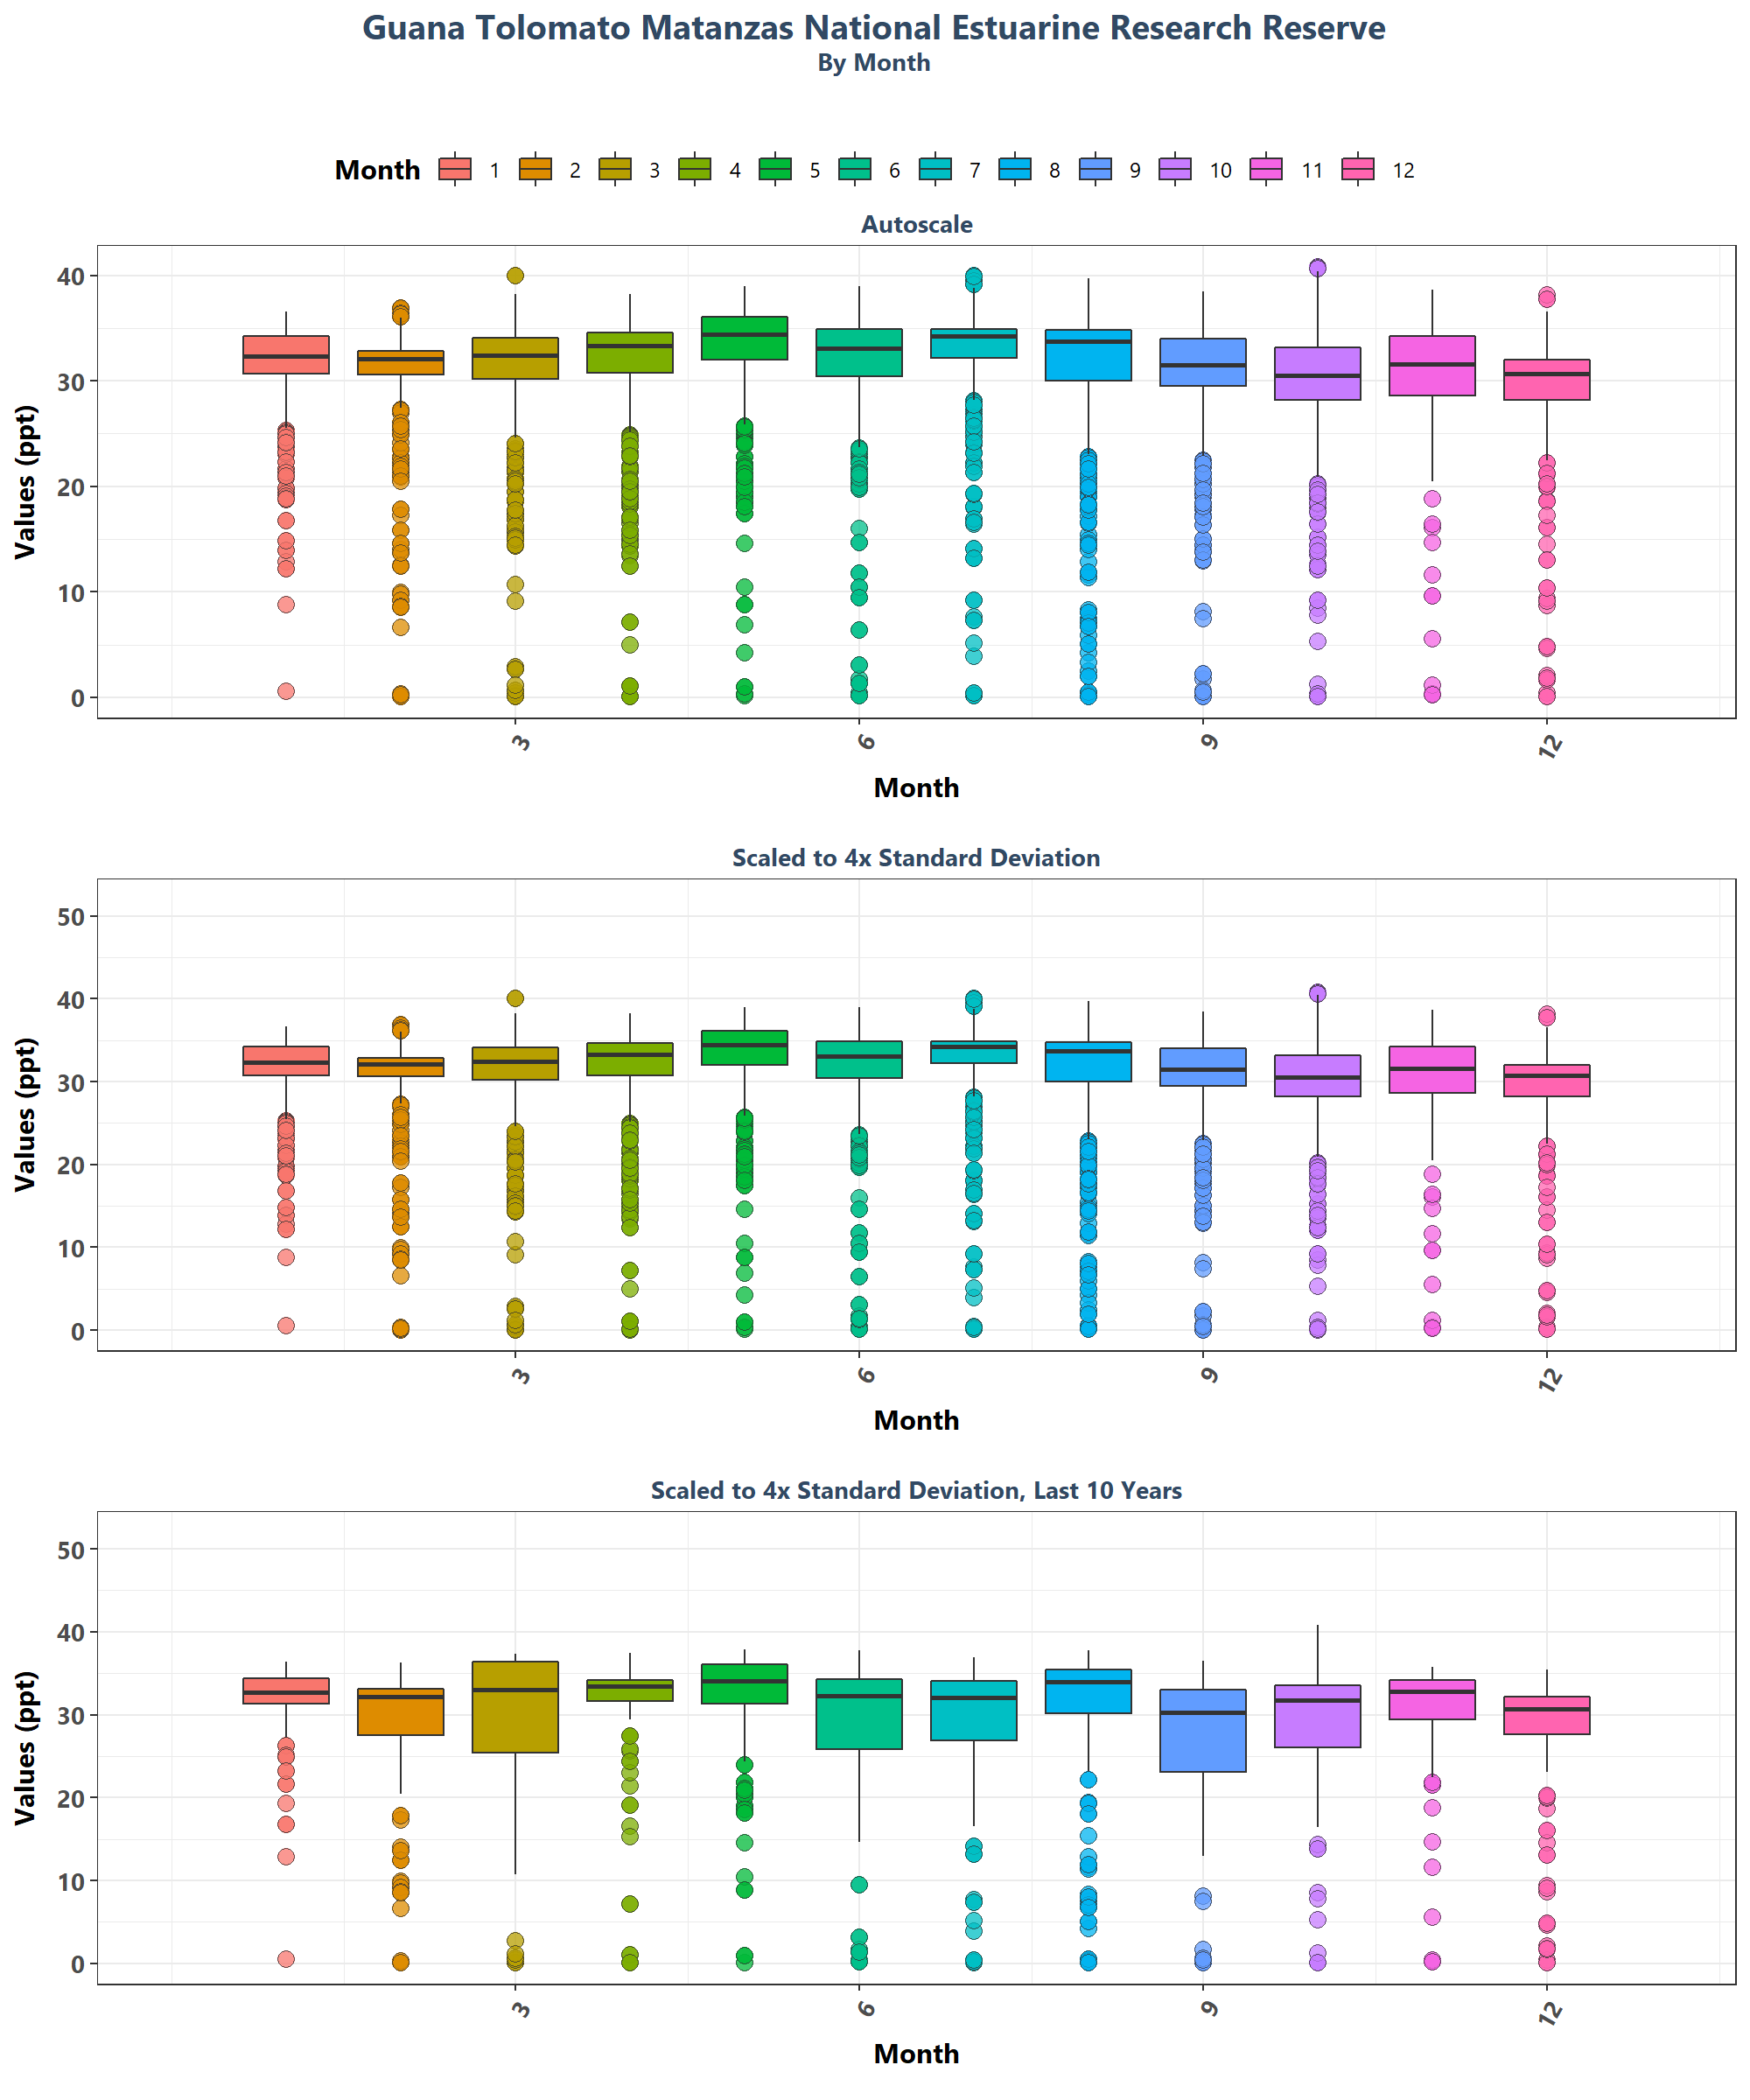 Guana Tolomato Matanzas National Estuarine Research Reserve
By Month
Month 1 2 3 4 5 6 7 8 9 10 11 12
Autoscale
Values (ppt)
40
30
20
10
0
3 6 9 12
Month
Scaled to 4x Standard Deviation
Values (ppt)
50
40
30
20
10
0
3 6 9 12
Month
Scaled to 4x Standard Deviation, Last 10 Years
Values (ppt)
50
40
30
20
10
0
3 6 9 12
Month